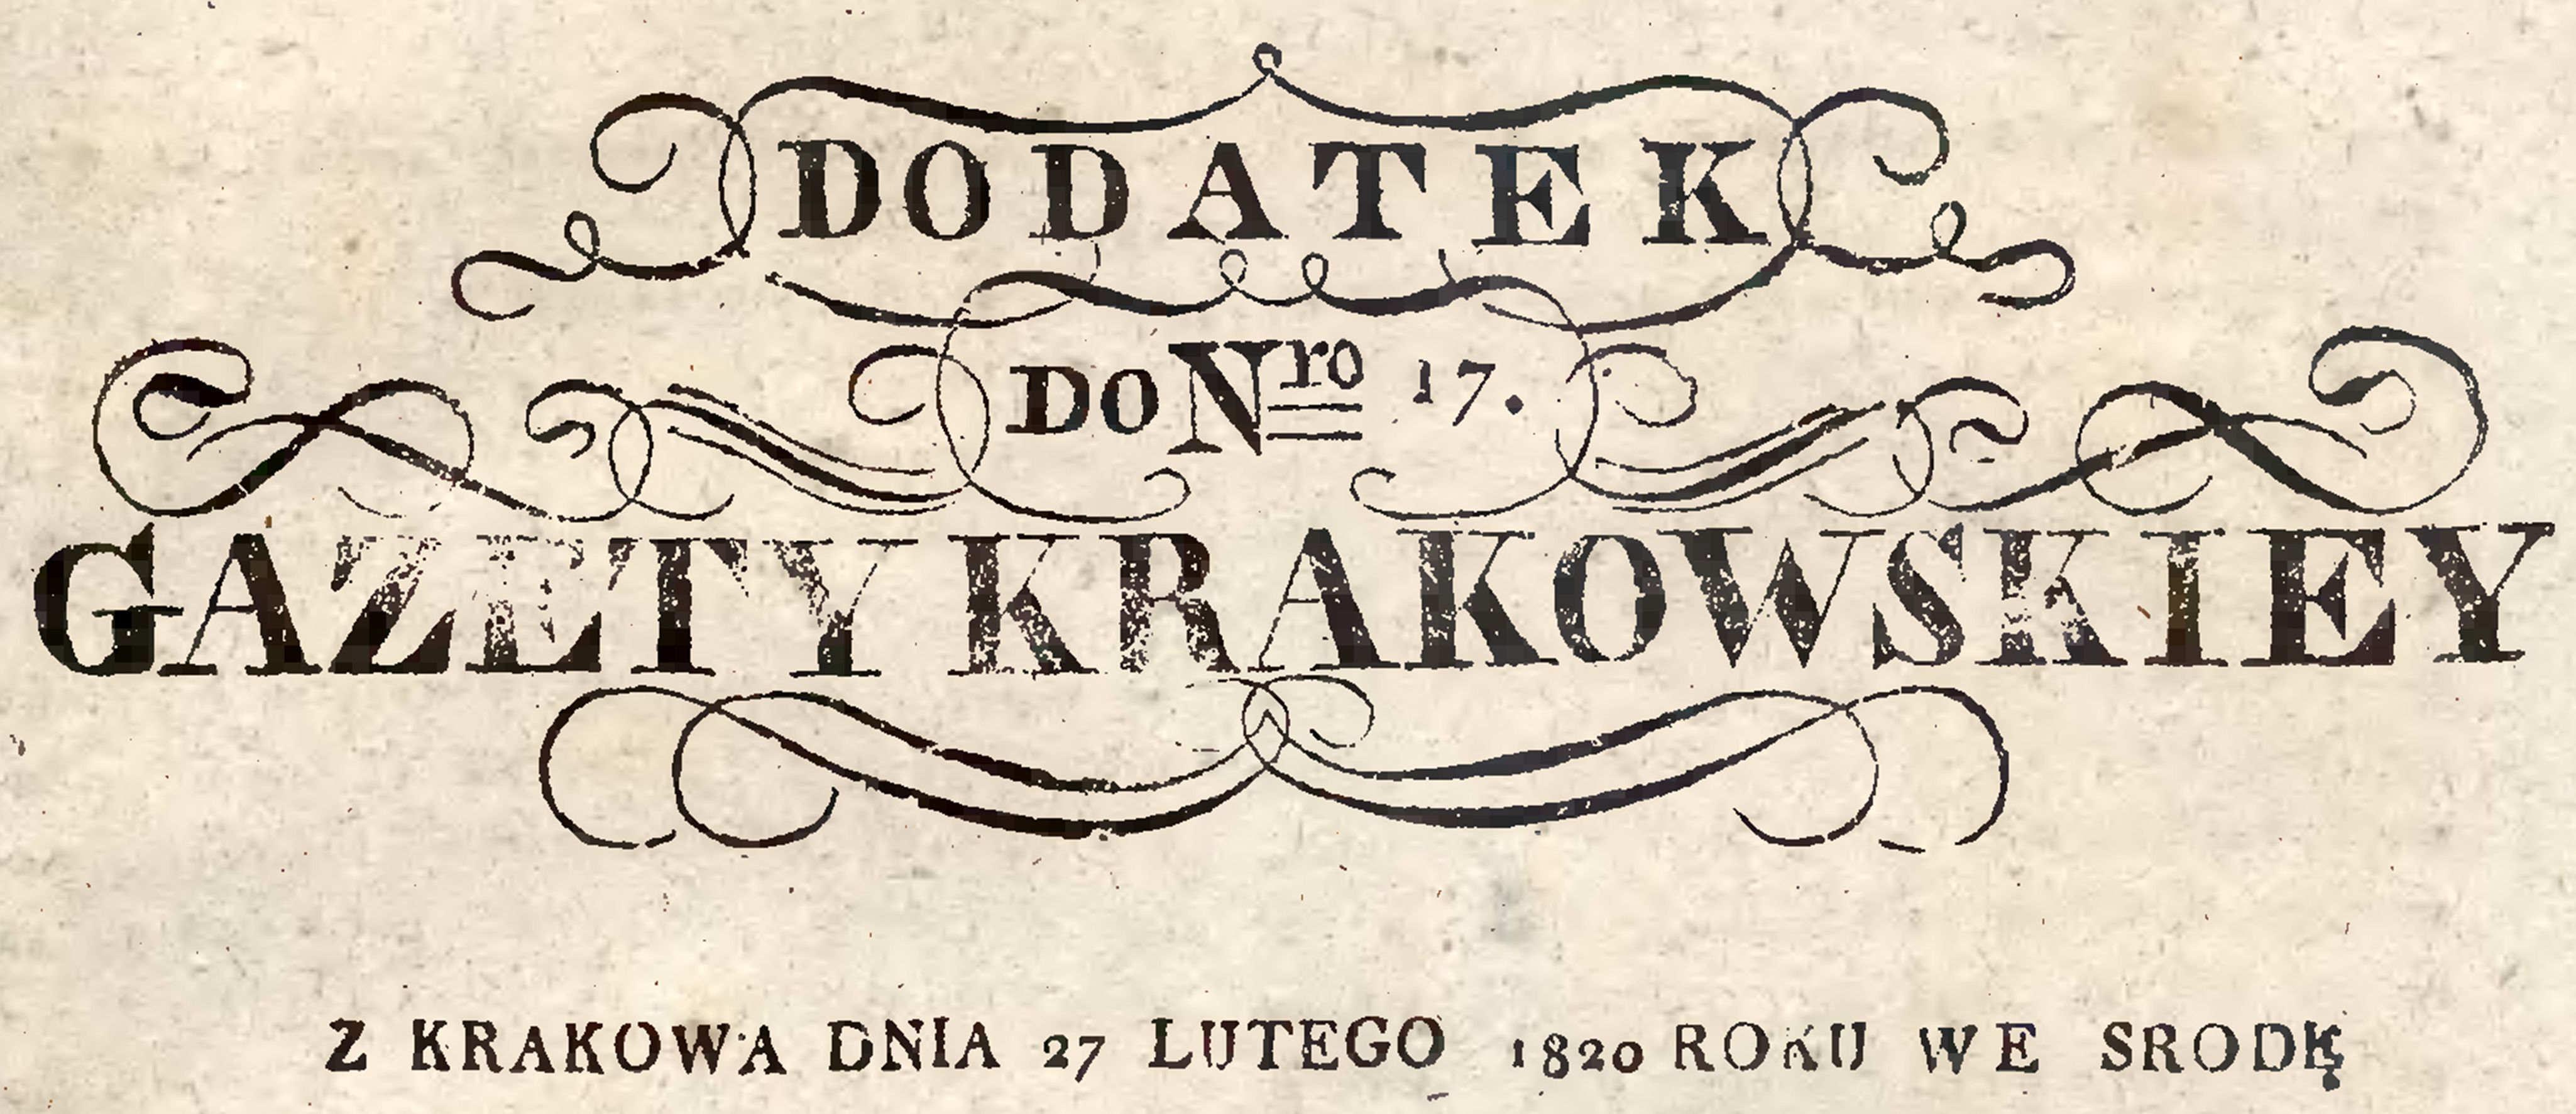 DODATEK
DO Nro 17.
GAZETY KRAKOWSKIEY
Z KRAKOWA DNIA 27 LUTEGO 1820 ROKU WE SRODĘ